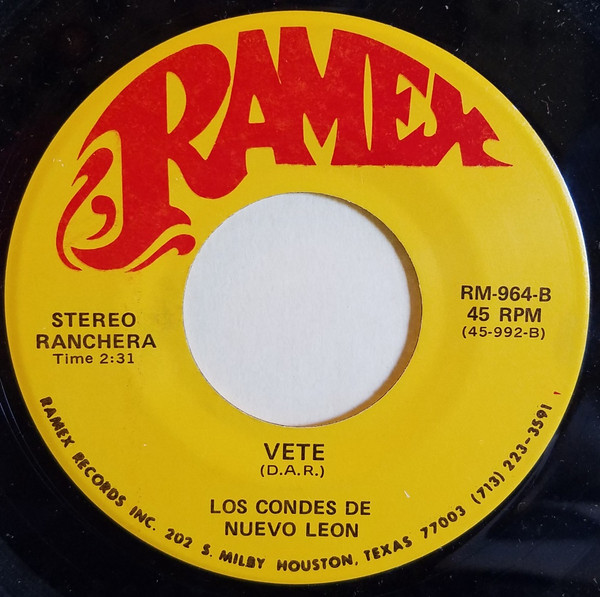 RAMEX
STEREO
RANCHERA
Time 2:31
RM-964-B
45 RPM
(45-992-B)
VETE
(D.A.R.)
LOS CONDES DE
NUEVO LEON
RAMEX RECORDS INC. 202 S. MILBY HOUSTON, TEXAS 77003 (713) 223-3591